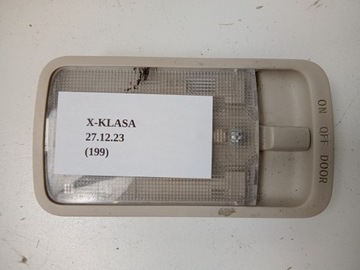 X-KLASA
27.12.23
(199)
ON OFF DOOR